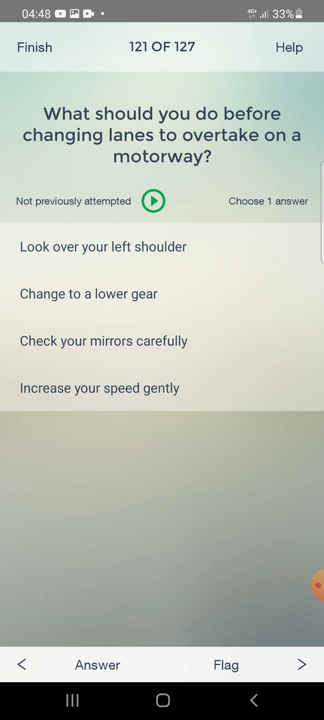 04:48
4G+ 33%
Finish 121 OF 127 Help
What should you do before
changing lanes to overtake on a
motorway?
Not previously attempted Choose 1 answer
Look over your left shoulder
Change to a lower gear
Check your mirrors carefully
Increase your speed gently
Answer Flag